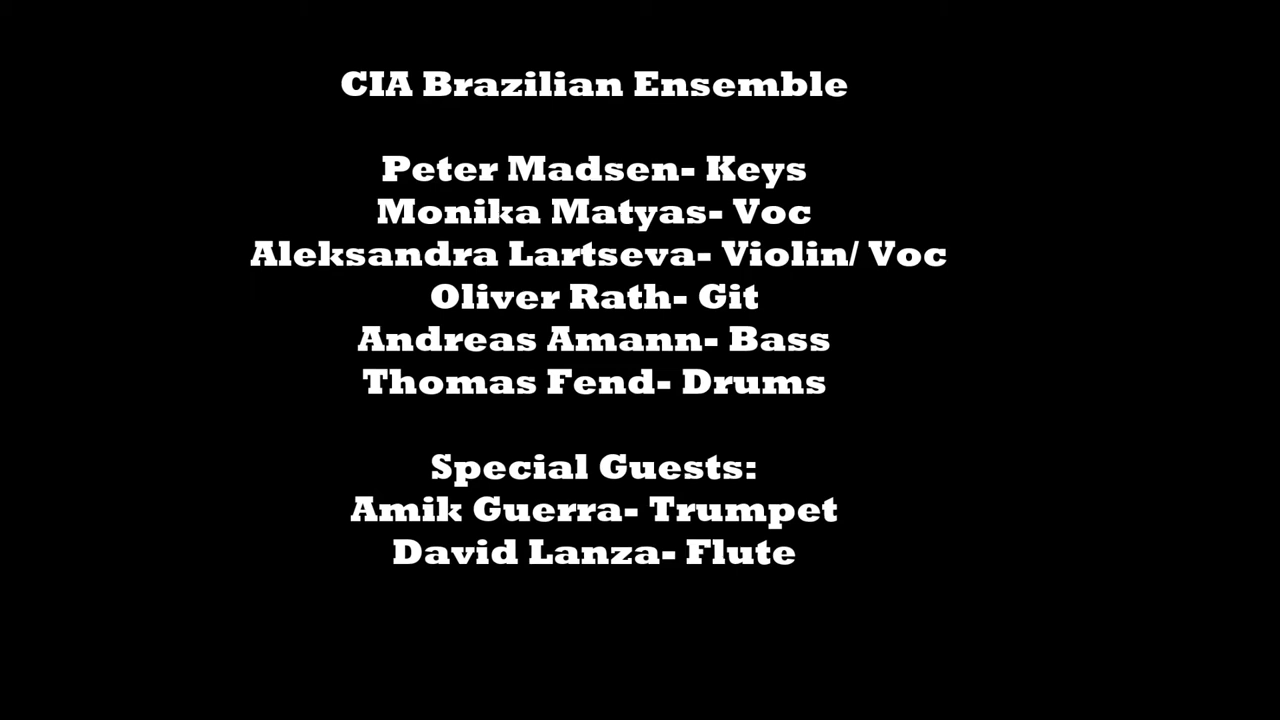 CIA Brazilian Ensemble
Peter Madsen- Keys
Monika Matyas- Voc
Aleksandra Lartseva- Violin/ Voc
Oliver Rath- Git
Andreas Amann- Bass
Thomas Fend- Drums
Special Guests:
Amik Guerra- Trumpet
David Lanza- Flute